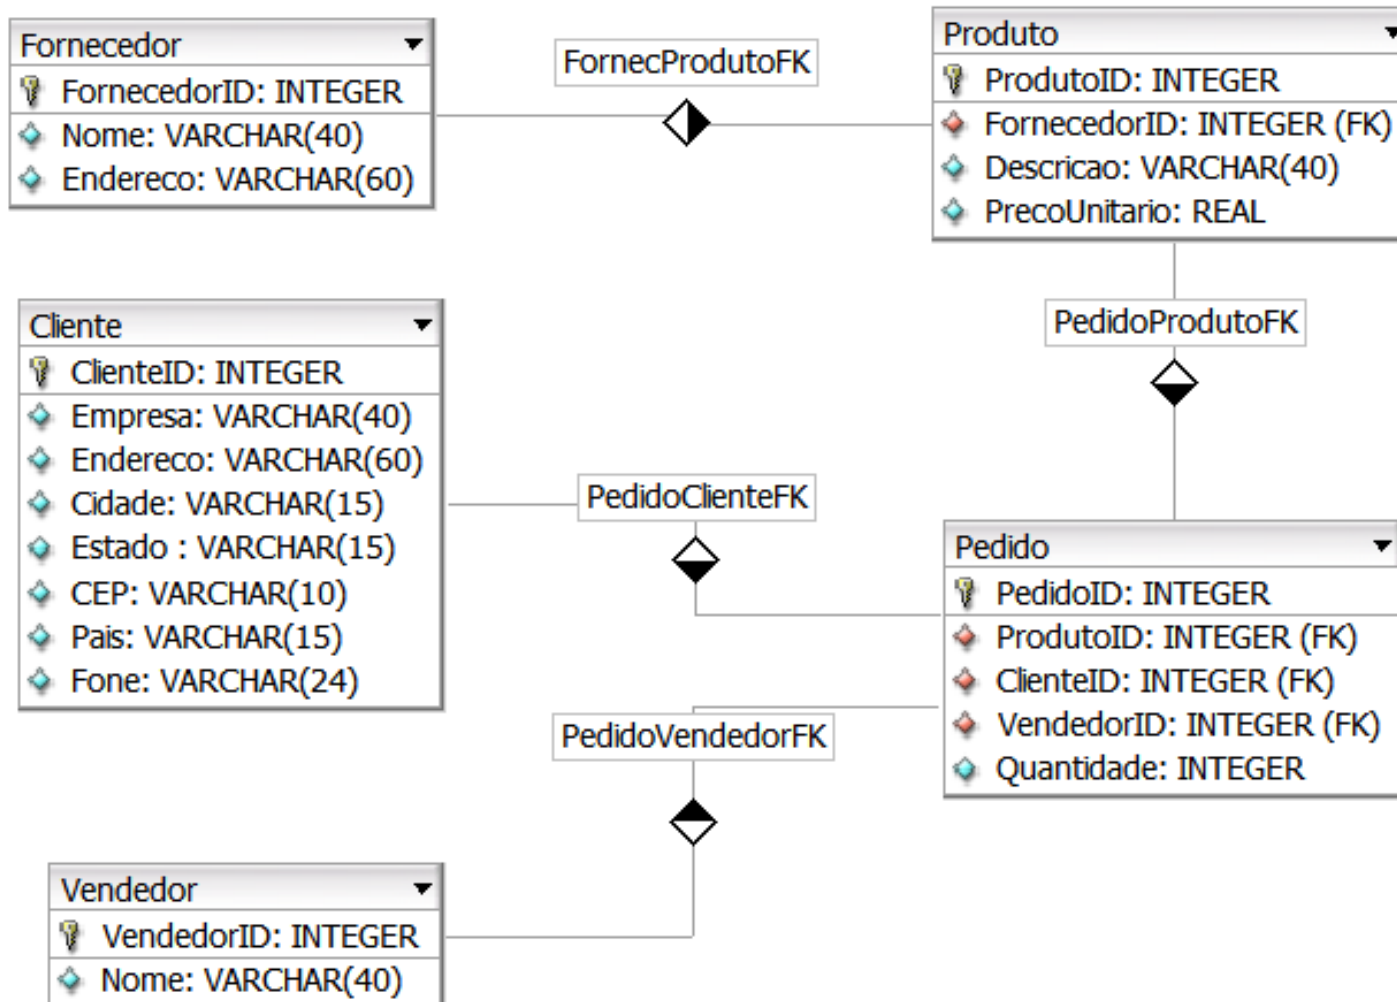 Fornecedor
FornecedorID: INTEGER
Nome: VARCHAR(40)
Endereco: VARCHAR(60)
FornecProdutoFK
Produto
ProdutoID: INTEGER
FornecedorID: INTEGER (FK)
Descricao: VARCHAR(40)
PrecoUnitario: REAL
PedidoProdutoFK
Cliente
ClienteID: INTEGER
Empresa: VARCHAR(40)
Endereco: VARCHAR(60)
Cidade: VARCHAR(15)
Estado : VARCHAR(15)
CEP: VARCHAR(10)
Pais: VARCHAR(15)
Fone: VARCHAR(24)
PedidoClienteFK
Pedido
PedidoID: INTEGER
ProdutoID: INTEGER (FK)
ClienteID: INTEGER (FK)
VendedorID: INTEGER (FK)
Quantidade: INTEGER
PedidoVendedorFK
Vendedor
VendedorID: INTEGER
Nome: VARCHAR(40)